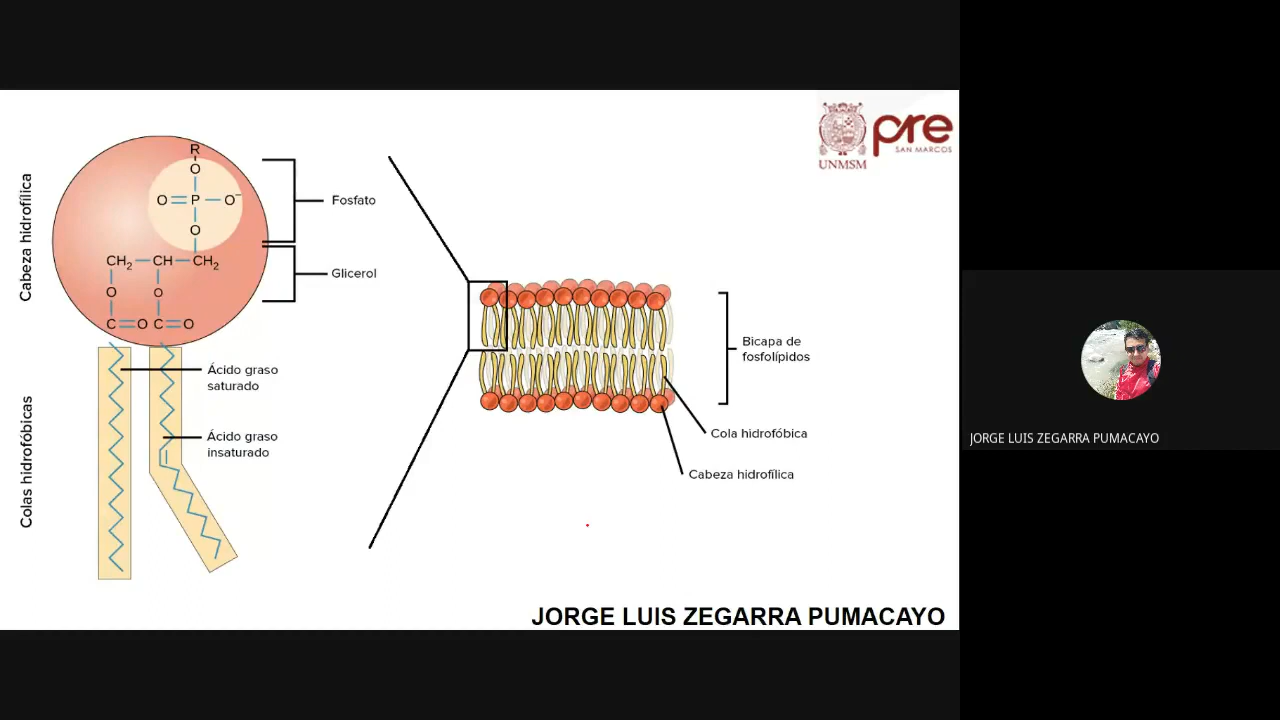 Cabeza hidrofílica
R
O
O=P-O⁻
O
CH₂ CH-CH₂
O O
C=O C=O
Fosfato
Glicerol
Colas hidrofóbicas
Ácido graso
saturado
Ácido graso
insaturado
Bicapa de
fosfolípidos
Cola hidrofóbica
Cabeza hidrofílica
UNMSM
pre
SAN MARCOS
JORGE LUIS ZEGARRA PUMACAYO
JORGE LUIS ZEGARRA PUMACAYO